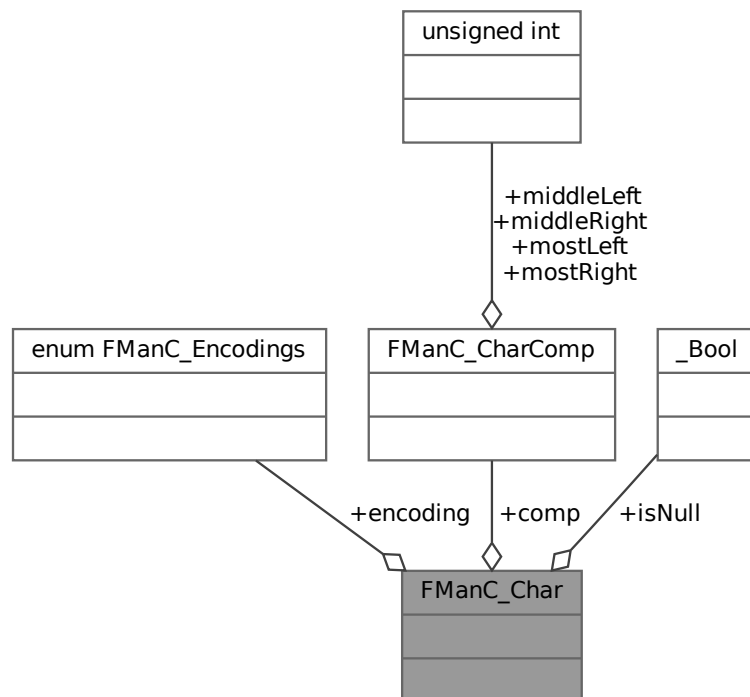 unsigned int
+middleLeft
+middleRight
+mostLeft
+mostRight
enum FManC_Encodings
FManC_CharComp
_Bool
+encoding
+comp
+isNull
FManC_Char